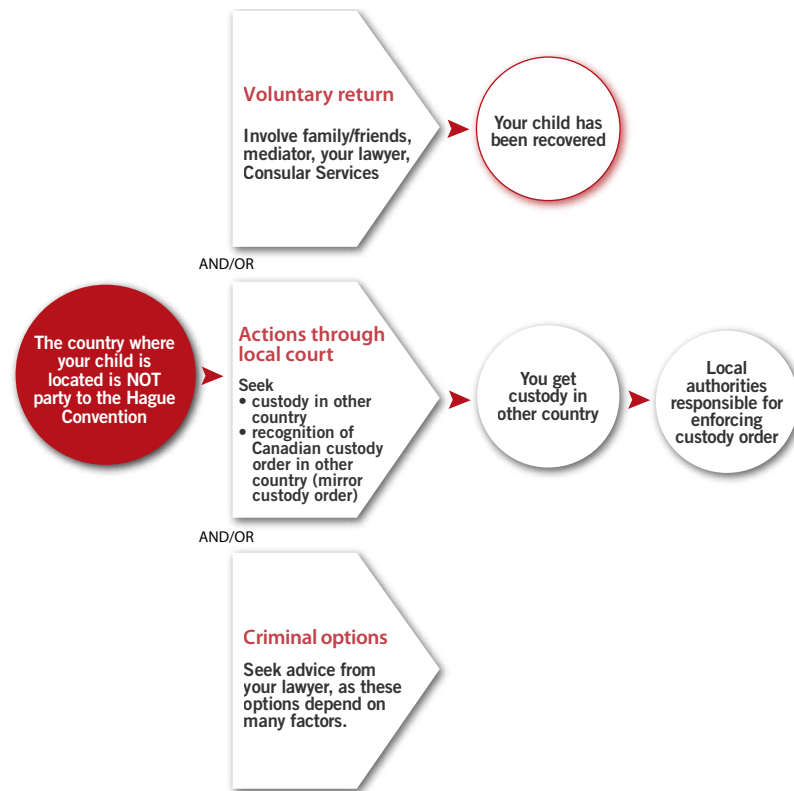 Voluntary return
Involve family/friends,
mediator, your lawyer,
Consular Services
Your child has
been recovered
AND/OR
The country where
your child is
located is NOT
party to the Hague
Convention
Actions through
local court
Seek
• custody in other
country
• recognition of
Canadian custody
order in other
country (mirror
custody order)
You get
custody in
other country
Local
authorities
responsible for
enforcing
custody order
AND/OR
Criminal options
Seek advice from
your lawyer, as these
options depend on
many factors.